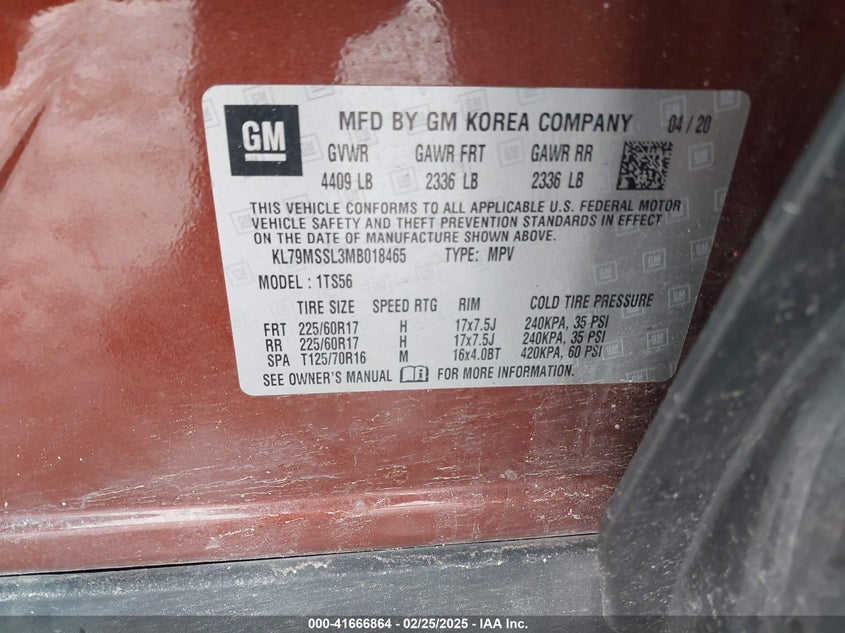 GM
MFD BY GM KOREA COMPANY 04 / 20
GVWR GAWR FRT GAWR RR
4409 LB 2336 LB 2336 LB
THIS VEHICLE CONFORMS TO ALL APPLICABLE U.S. FEDERAL MOTOR
VEHICLE SAFETY AND THEFT PREVENTION STANDARDS IN EFFECT
ON THE DATE OF MANUFACTURE SHOWN ABOVE.
KL79MSSL3MB018465 TYPE: MPV
MODEL : 1TS56
TIRE SIZE SPEED RTG RIM COLD TIRE PRESSURE
FRT 225/60R17 H 17x7.5J 240KPA, 35 PSI
RR 225/60R17 H 17x7.5J 240KPA, 35 PSI
SPA T125/70R16 M 16x4.0BT 420KPA, 60 PSI
SEE OWNER'S MANUAL FOR MORE INFORMATION.
000-41666864 - 02/25/2025 - IAA Inc.